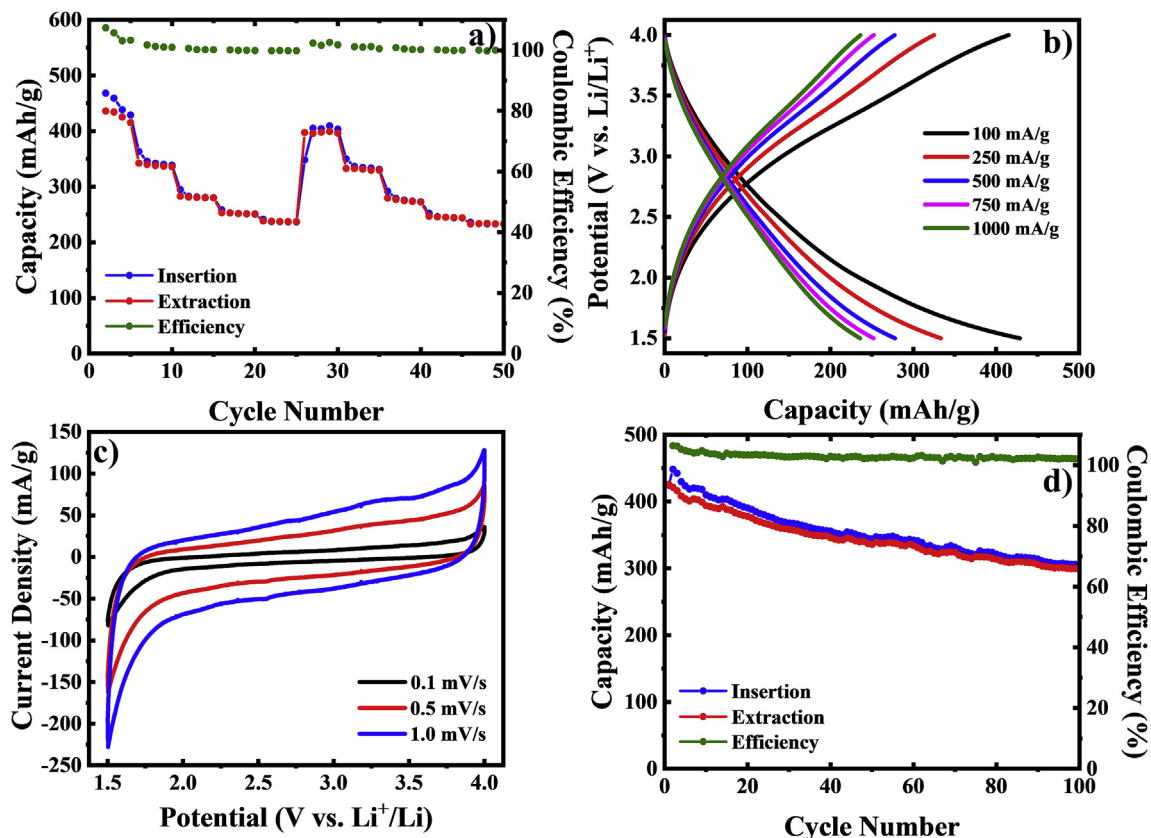 a)
600
500
400
300
200
100
0
Capacity (mAh/g)
100
80
60
40
20
0
Coulombic Efficiency (%)
Insertion
Extraction
Efficiency
0 10 20 30 40 50
Cycle Number
b)
4.0
3.5
3.0
2.5
2.0
1.5
Potential (V vs. Li/Li⁺)
100 mA/g
250 mA/g
500 mA/g
750 mA/g
1000 mA/g
0 100 200 300 400 500
Capacity (mAh/g)
c)
150
100
50
0
-50
-100
-150
-200
-250
Current Density (mA/g)
0.1 mV/s
0.5 mV/s
1.0 mV/s
1.5 2.0 2.5 3.0 3.5 4.0
Potential (V vs. Li⁺/Li)
d)
500
400
300
200
100
0
Capacity (mAh/g)
100
80
60
40
20
0
Coulombic Efficiency (%)
Insertion
Extraction
Efficiency
0 20 40 60 80 100
Cycle Number